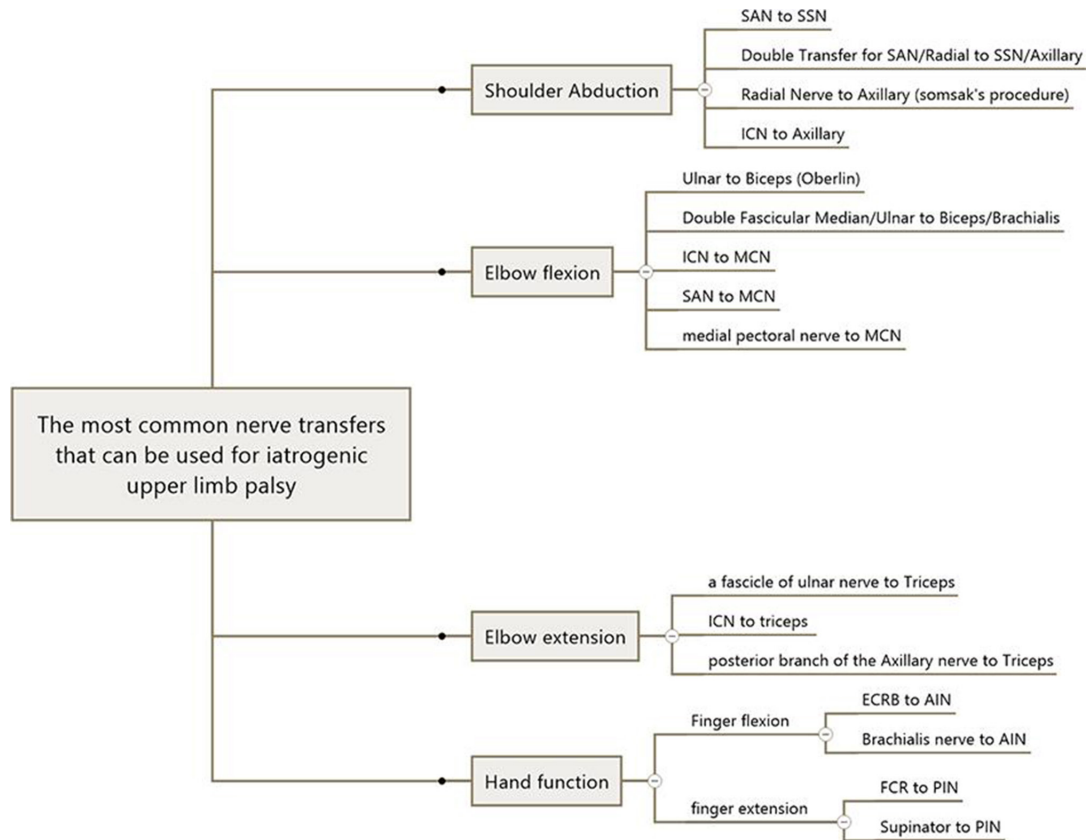 The most common nerve transfers
that can be used for iatrogenic
upper limb palsy
Shoulder Abduction
SAN to SSN
Double Transfer for SAN/Radial to SSN/Axillary
Radial Nerve to Axillary (somsak's procedure)
ICN to Axillary
Elbow flexion
Ulnar to Biceps (Oberlin)
Double Fascicular Median/Ulnar to Biceps/Brachialis
ICN to MCN
SAN to MCN
medial pectoral nerve to MCN
Elbow extension
a fascicle of ulnar nerve to Triceps
ICN to triceps
posterior branch of the Axillary nerve to Triceps
Hand function
Finger flexion
ECRB to AIN
Brachialis nerve to AIN
finger extension
FCR to PIN
Supinator to PIN